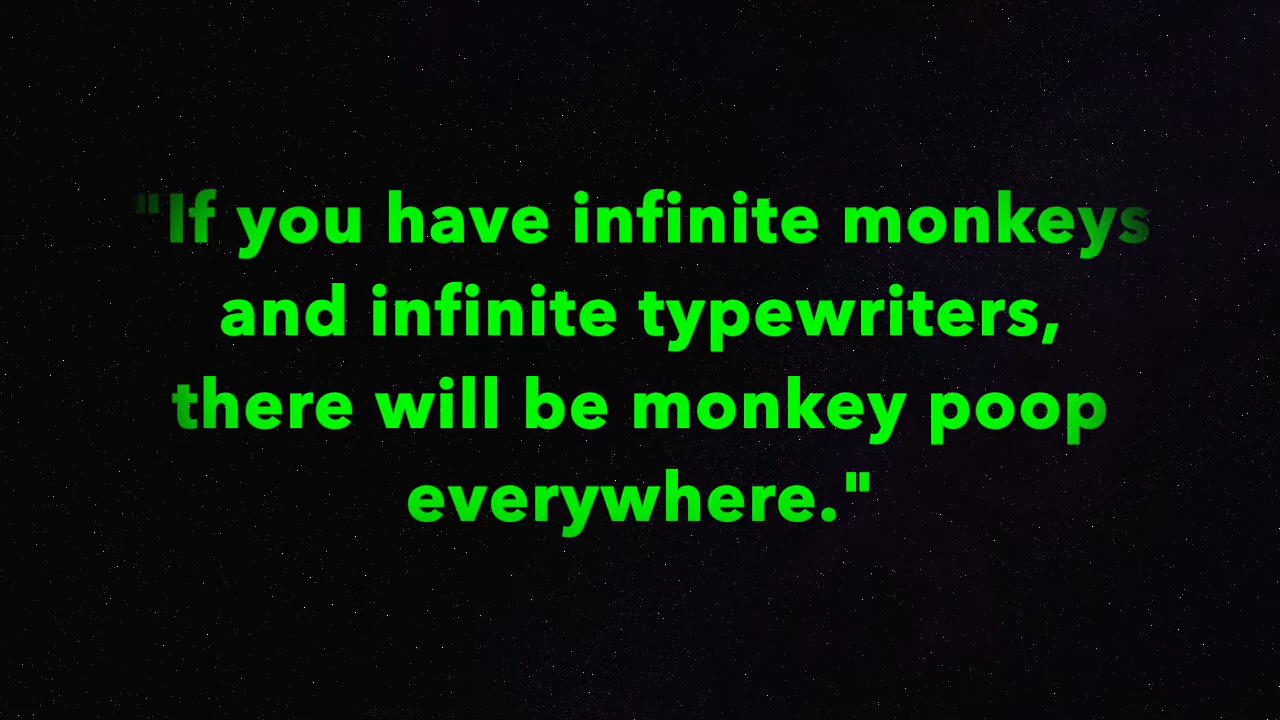 "If you have infinite monkeys
and infinite typewriters,
there will be monkey poop
everywhere."